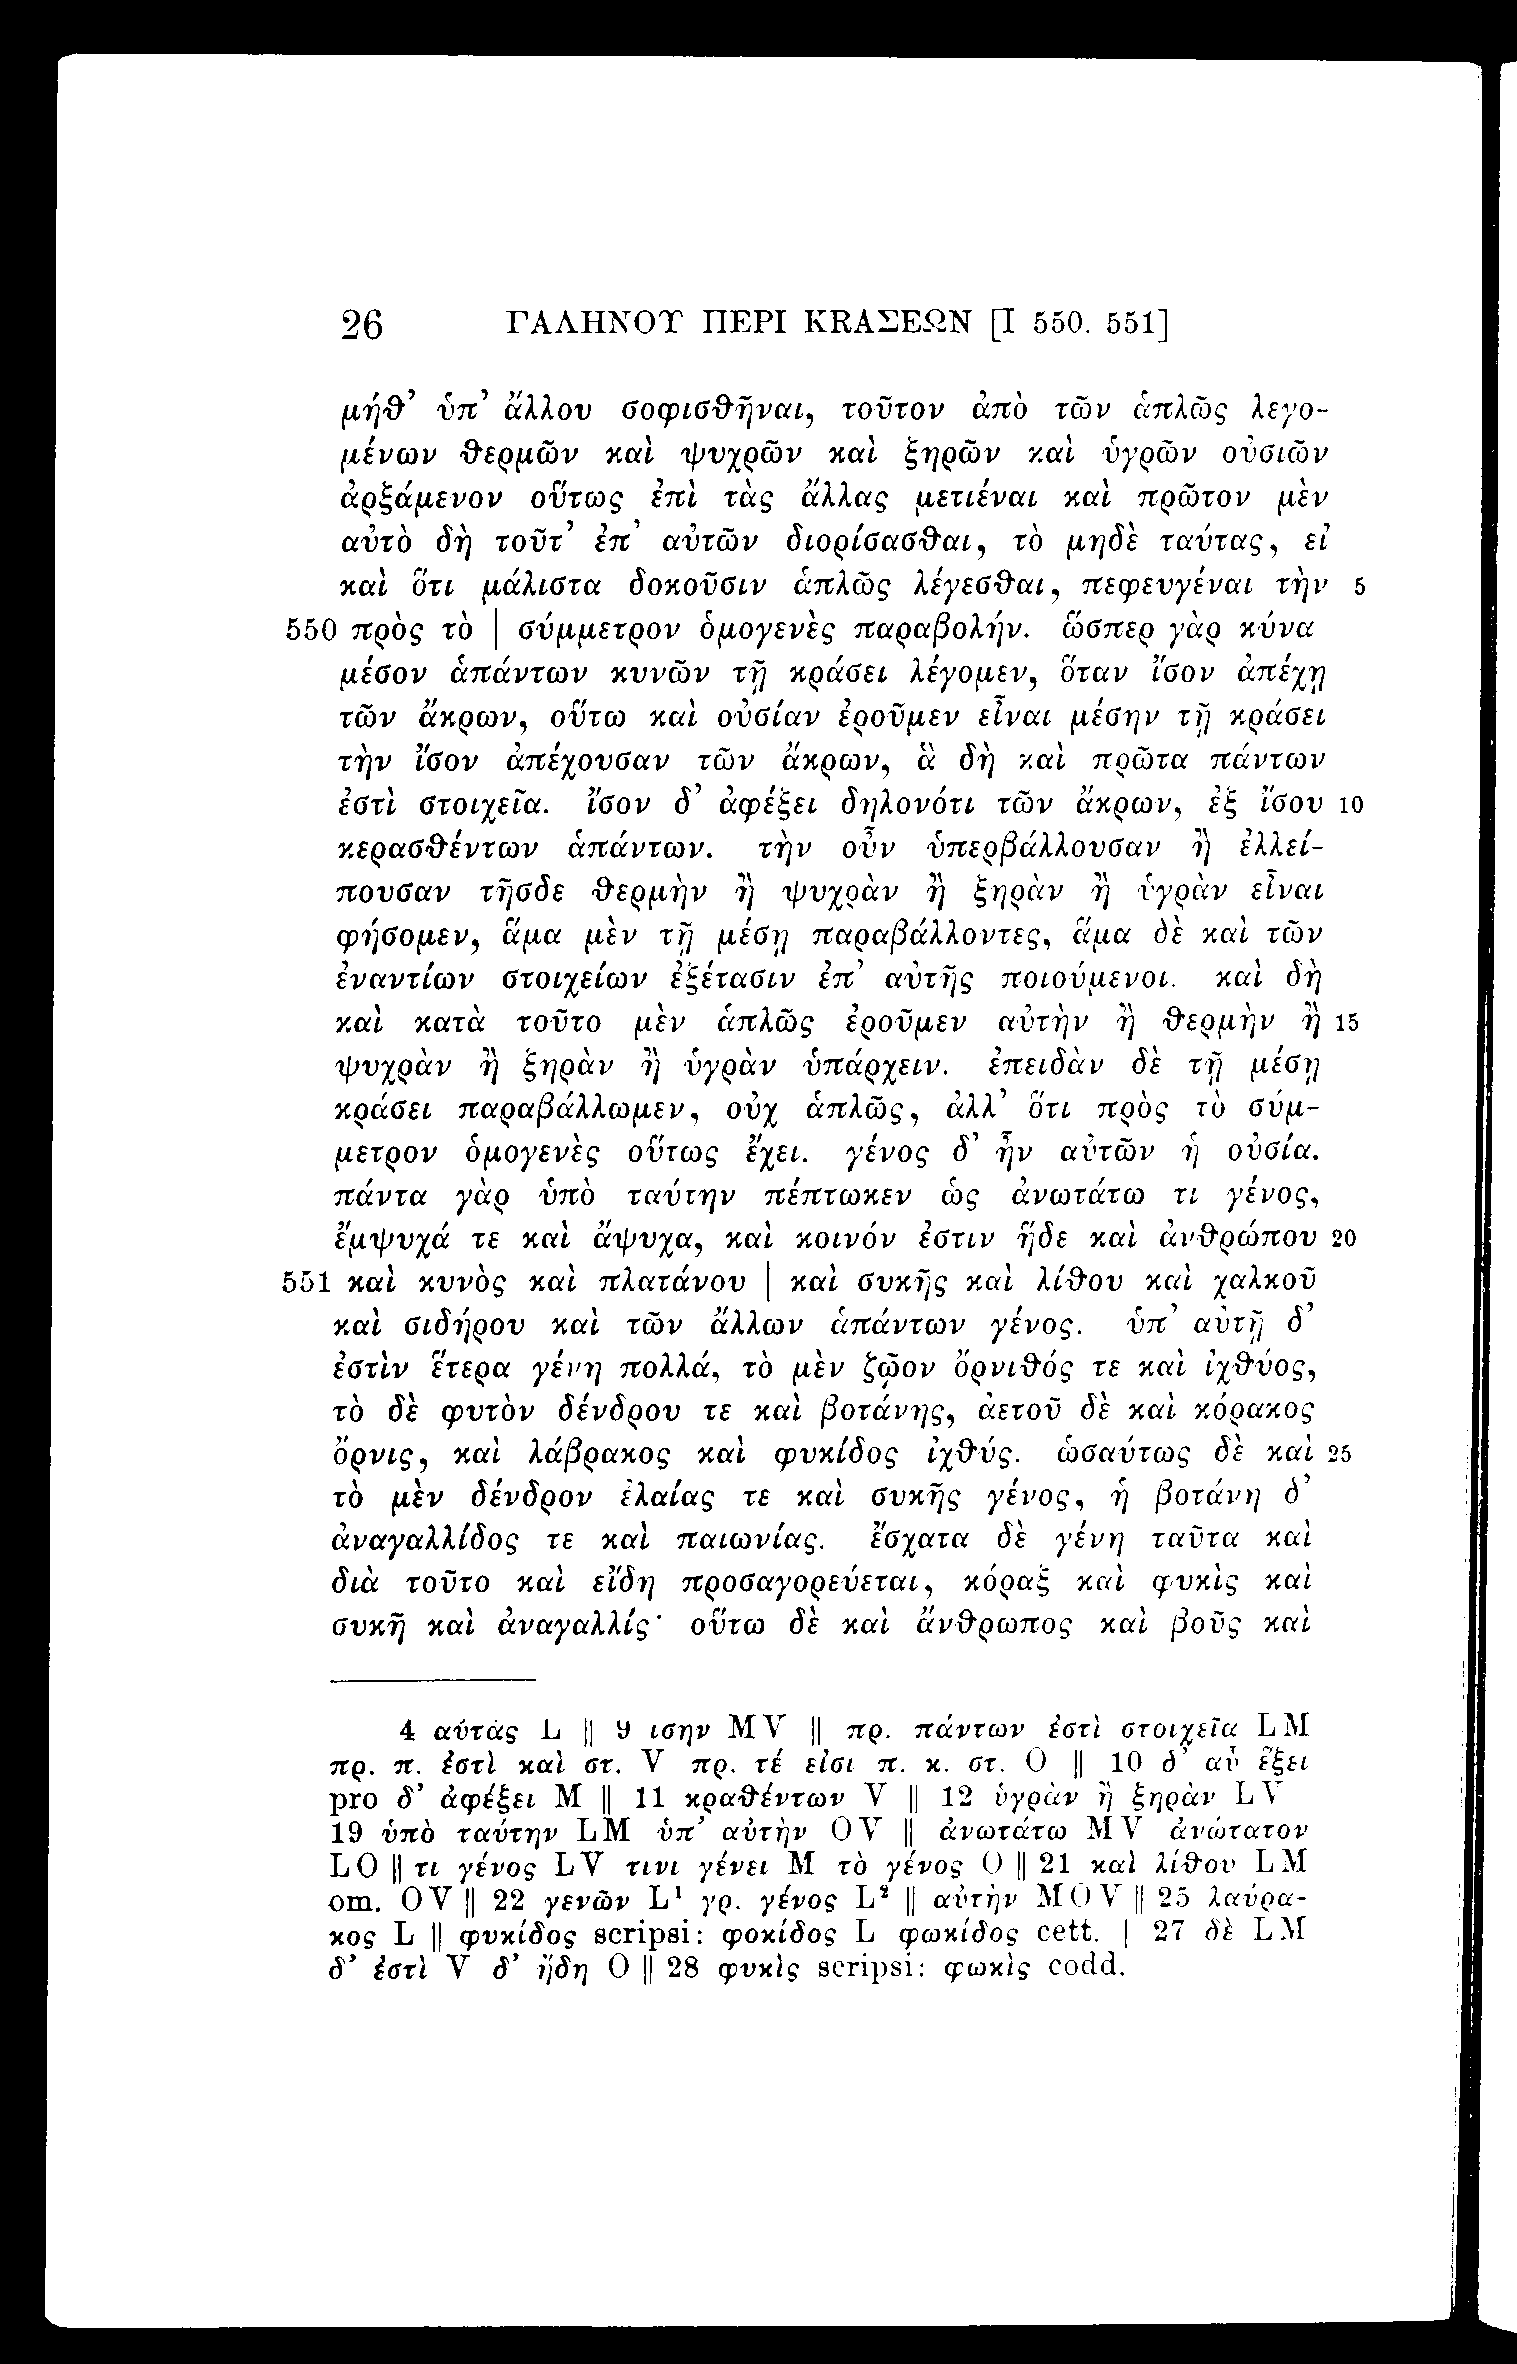 26 ΓΑΛΗΝΟΥ ΠΕΡΙ ΚRΑΣΕΩΝ [I 550. 551]
μήθ’ ὑπ’ ἄλλου σοφισθῆναι, τοῦτον ἀπὸ τῶν ἁπλῶς λεγο-
μένων θερμῶν καὶ ψυχρῶν καὶ ξηρῶν καὶ ὑγρῶν οὐσιῶν
ἀρξάμενον οὕτως ἐπὶ τὰς ἄλλας μετιέναι καὶ πρῶτον μὲν
αὐτὸ δὴ τοῦτ’ ἐπ’ αὐτῶν διορίσασθαι, τὸ μηδὲ ταύτας, εἰ
καὶ ὅτι μάλιστα δοκοῦσιν ἁπλῶς λέγεσθαι, πεφευγέναι τὴν 5
550 πρὸς τὸ | σύμμετρον ὁμογενὲς παραβολήν. ὥσπερ γὰρ κύνα
μέσον ἁπάντων κυνῶν τῇ κράσει λέγομεν, ὅταν ἴσον ἀπέχῃ
τῶν ἄκρων, οὕτω καὶ οὐσίαν ἐροῦμεν εἶναι μέσην τῇ κράσει
τὴν ἴσον ἀπέχουσαν τῶν ἄκρων, ἃ δὴ καὶ πρῶτα πάντων
ἐστὶ στοιχεῖα. ἴσον δ’ ἀφέξει δηλονότι τῶν ἄκρων, ἐξ ἴσου 10
κερασθέντων ἁπάντων. τὴν οὖν ὑπερβάλλουσαν ἢ ἐλλεί-
πουσαν τῆσδε θερμὴν ἢ ψυχρὰν ἢ ξηρὰν ἢ ὑγρὰν εἶναι
φήσομεν, ἅμα μὲν τῇ μέσῃ παραβάλλοντες, ἅμα δὲ καὶ τῶν
ἐναντίων στοιχείων ἐξέτασιν ἐπ’ αὐτῆς ποιούμενοι. καὶ δὴ
καὶ κατὰ τοῦτο μὲν ἁπλῶς ἐροῦμεν αὐτὴν ἢ θερμὴν ἢ 15
ψυχρὰν ἢ ξηρὰν ἢ ὑγρὰν ὑπάρχειν. ἐπειδὰν δὲ τῇ μέσῃ
κράσει παραβάλλωμεν, οὐχ ἁπλῶς, ἀλλ’ ὅτι πρὸς τὸ σύμ-
μετρον ὁμογενὲς οὕτως ἔχει. γένος δ’ ἦν αὐτῶν ἡ οὐσία.
πάντα γὰρ ὑπὸ ταύτην πέπτωκεν ὡς ἀνωτάτω τι γένος,
ἔμψυχά τε καὶ ἄψυχα, καὶ κοινόν ἐστιν ἥδε καὶ ἀνθρώπου 20
551 καὶ κυνὸς καὶ πλατάνου | καὶ συκῆς καὶ λίθου καὶ χαλκοῦ
καὶ σιδήρου καὶ τῶν ἄλλων ἁπάντων γένος. ὑπ’ αὐτῇ δ’
ἐστὶν ἕτερα γένη πολλά, τὸ μὲν ζῷον ὄρνιθός τε καὶ ἰχθύος,
τὸ δὲ φυτὸν δένδρου τε καὶ βοτάνης, ἀετοῦ δὲ καὶ κόρακος
ὄρνις, καὶ λάβρακος καὶ φυκίδος ἰχθύς. ὡσαύτως δὲ καὶ 25
τὸ μὲν δένδρον ἐλαίας τε καὶ συκῆς γένος, ἡ βοτάνη δ’
ἀναγαλλίδος τε καὶ παιωνίας. ἔσχατα δὲ γένη ταῦτα καὶ
διὰ τοῦτο καὶ εἴδη προσαγορεύεται, κόραξ καὶ φυκὶς καὶ
συκῆ καὶ ἀναγαλλίς· οὕτω δὲ καὶ ἄνθρωπος καὶ βοῦς καὶ
4 αὐτὰς L || 9 ισην MV || πρ. πάντων ἐστὶ στοιχεῖα LM
πρ. π. ἐστὶ καὶ στ. V πρ. τέ εἰσι π. κ. στ. O || 10 δ’ αὖ ἕξει
pro δ’ ἀφέξει M || 11 κραθέντων V || 12 ὑγρὰν ἢ ξηρὰν LV
19 ὑπὸ ταύτην LM ὑπ’ αὐτὴν OV || ἀνωτάτω MV ἀνώτατον
LO || τι γένος LV τινι γένει M τὸ γένος O || 21 καὶ λίθου LM
om. OV || 22 γενῶν L¹ γρ. γένος L² || αὐτὴν MOV || 25 λαύρα-
κος L || φυκίδος scripsi: φοκίδος L φωκίδος cett. | 27 δὲ LM
δ’ ἐστὶ V δ’ ἤδη O || 28 φυκὶς scripsi: φωκὶς codd.